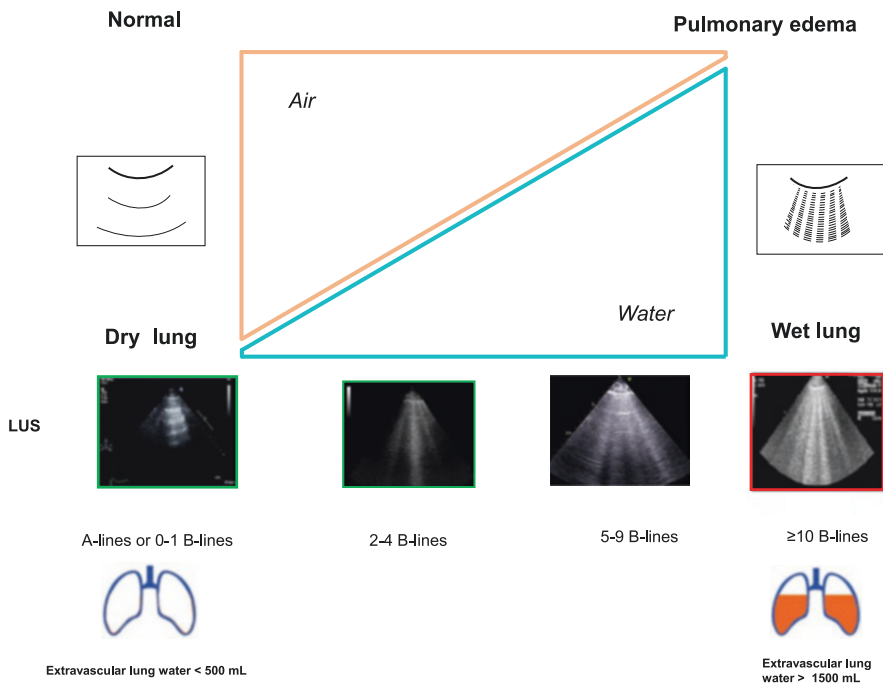 Normal
Pulmonary edema
Air
Water
Dry lung
Wet lung
LUS
A-lines or 0-1 B-lines
2-4 B-lines
5-9 B-lines
≥10 B-lines
Extravascular lung water < 500 mL
Extravascular lung
water > 1500 mL